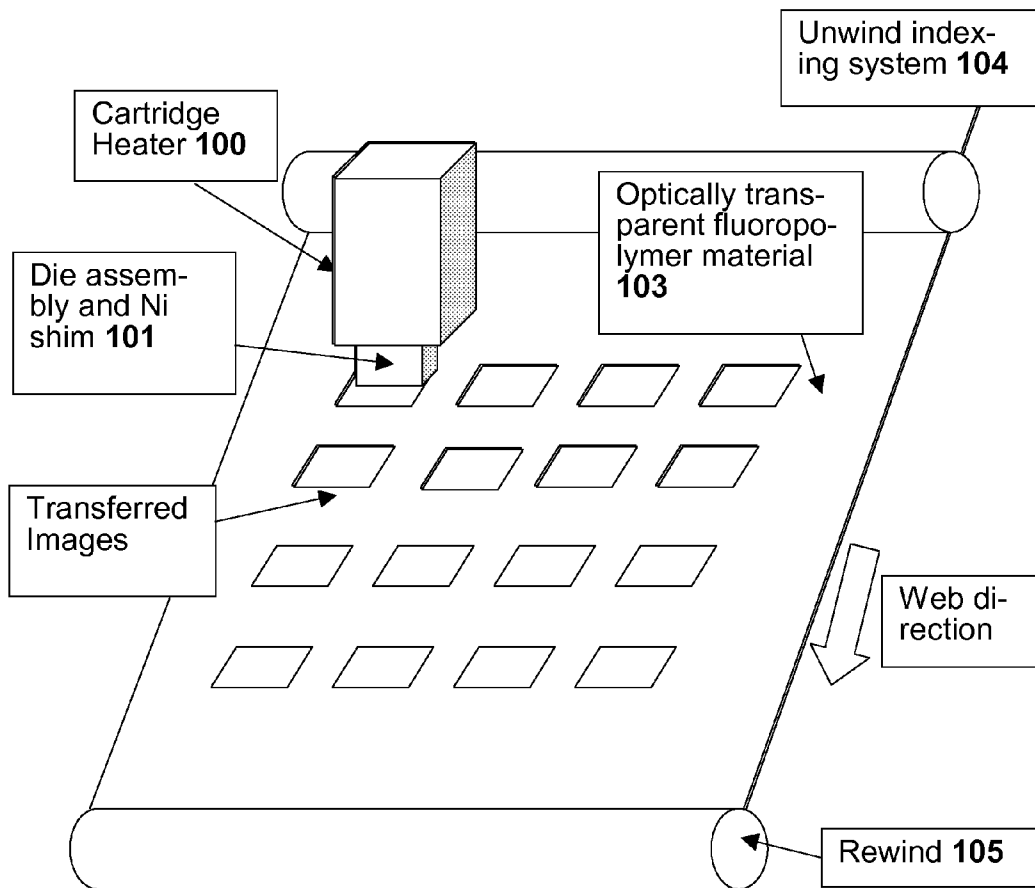 Unwind index-
ing system 104
Cartridge
Heater 100
Optically trans-
parent fluoropo-
lymer material
103
Die assem-
bly and Ni
shim 101
Transferred
Images
Web di-
rection
Rewind 105